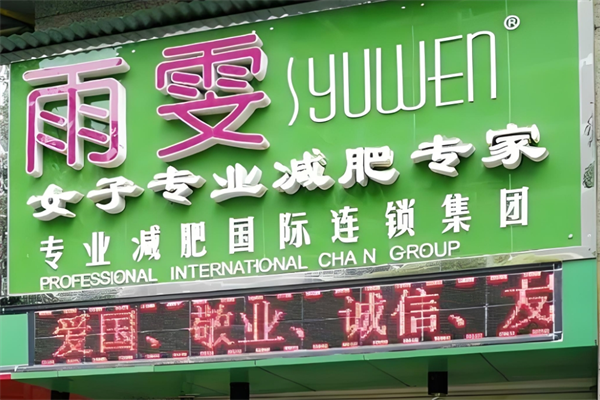 雨雯 SYUWEN®
女子专业减肥专家
专业减肥国际连锁集团
PROFESSIONAL INTERNATIONAL CHA N GROUP
爱国、敬业、诚信、友